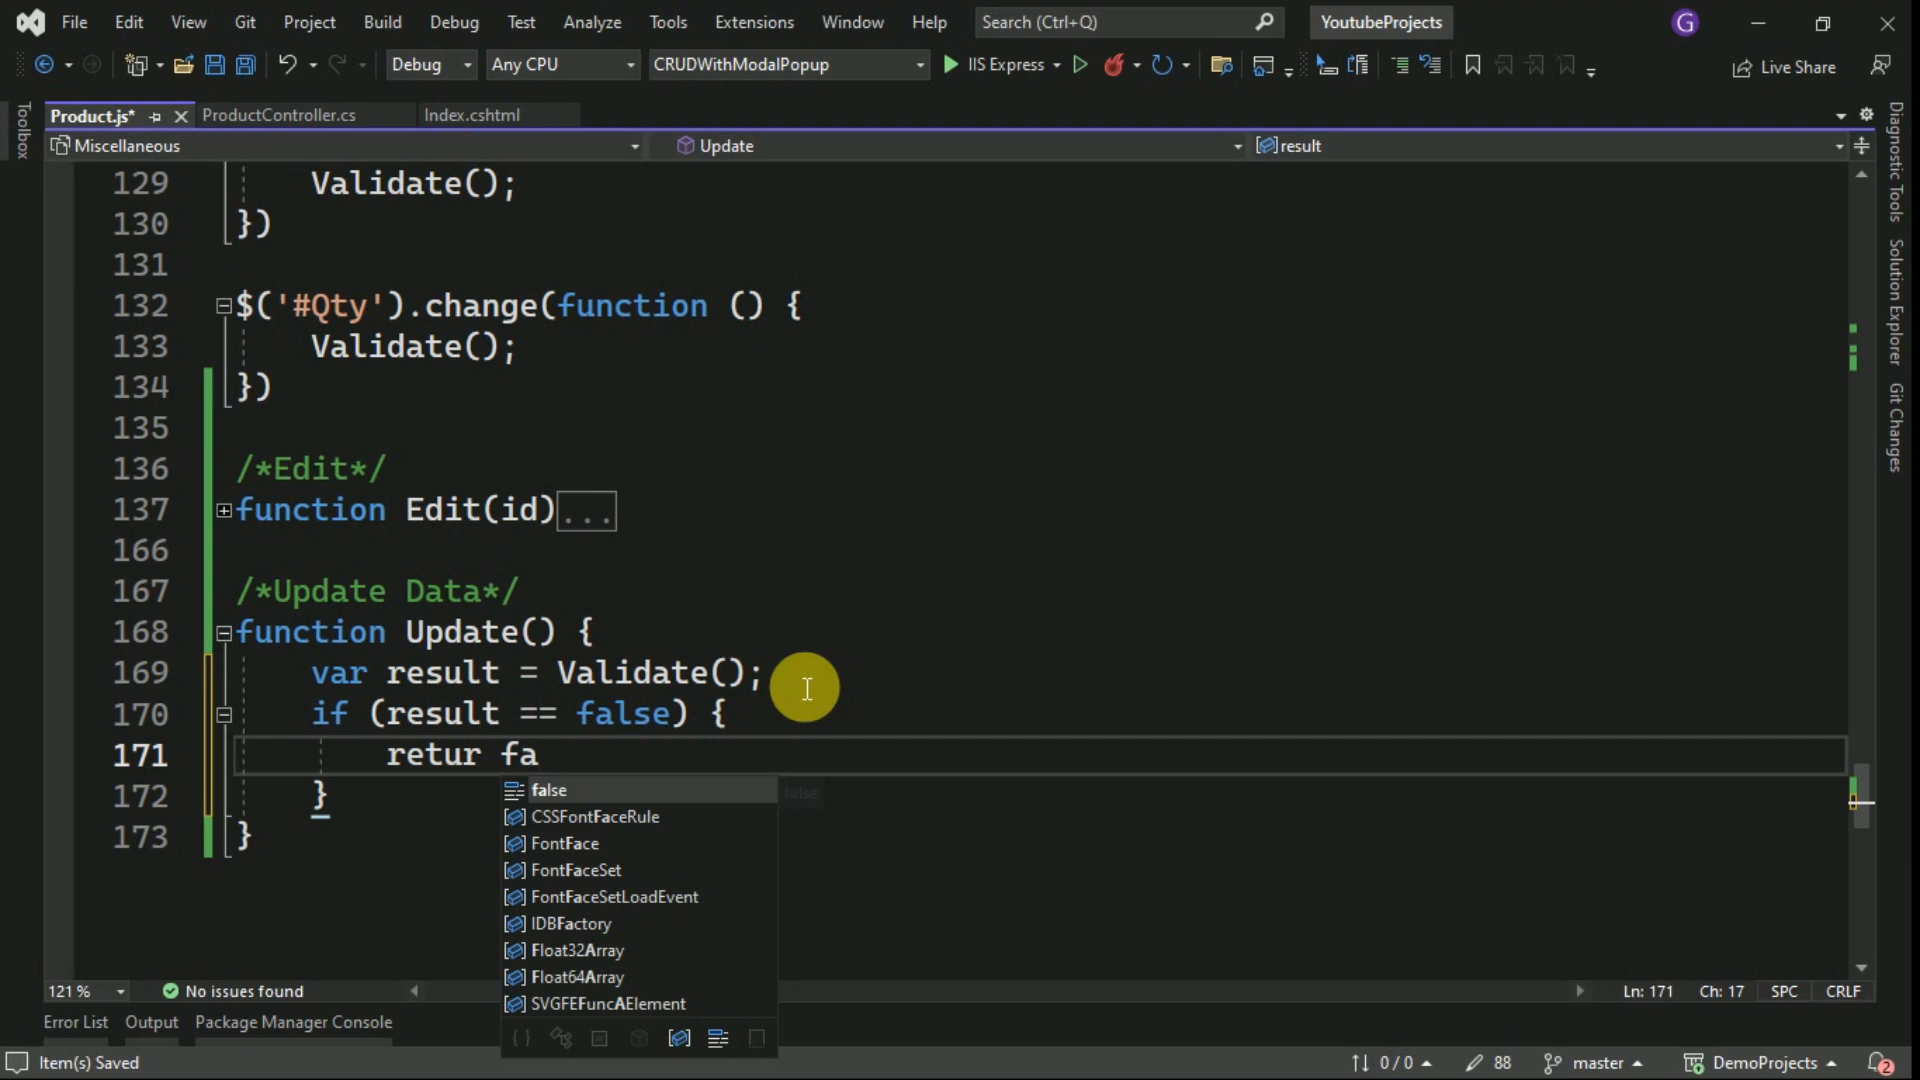 File Edit View Git Project Build Debug Test Analyze Tools Extensions Window Help Search (Ctrl+Q) YoutubeProjects G
Debug Any CPU CRUDWithModalPopup IIS Express Live Share
Toolbox
Product.js* ProductController.cs Index.cshtml
Miscellaneous Update result
129 Validate();
130 })
131
132 $('#Qty').change(function () {
133 Validate();
134 })
135
136 /*Edit*/
137 function Edit(id)...
166
167 /*Update Data*/
168 function Update() {
169 var result = Validate();
170 if (result == false) {
171 retur fa
172 }
173 }
false
CSSFontFaceRule
FontFace
FontFaceSet
FontFaceSetLoadEvent
IDBFactory
Float32Array
Float64Array
SVGFEFuncAElement
false
Diagnostic Tools
Solution Explorer
Git Changes
121 % No issues found Ln: 171 Ch: 17 SPC CRLF
Error List Output Package Manager Console
Item(s) Saved 0 / 0 88 master DemoProjects 2